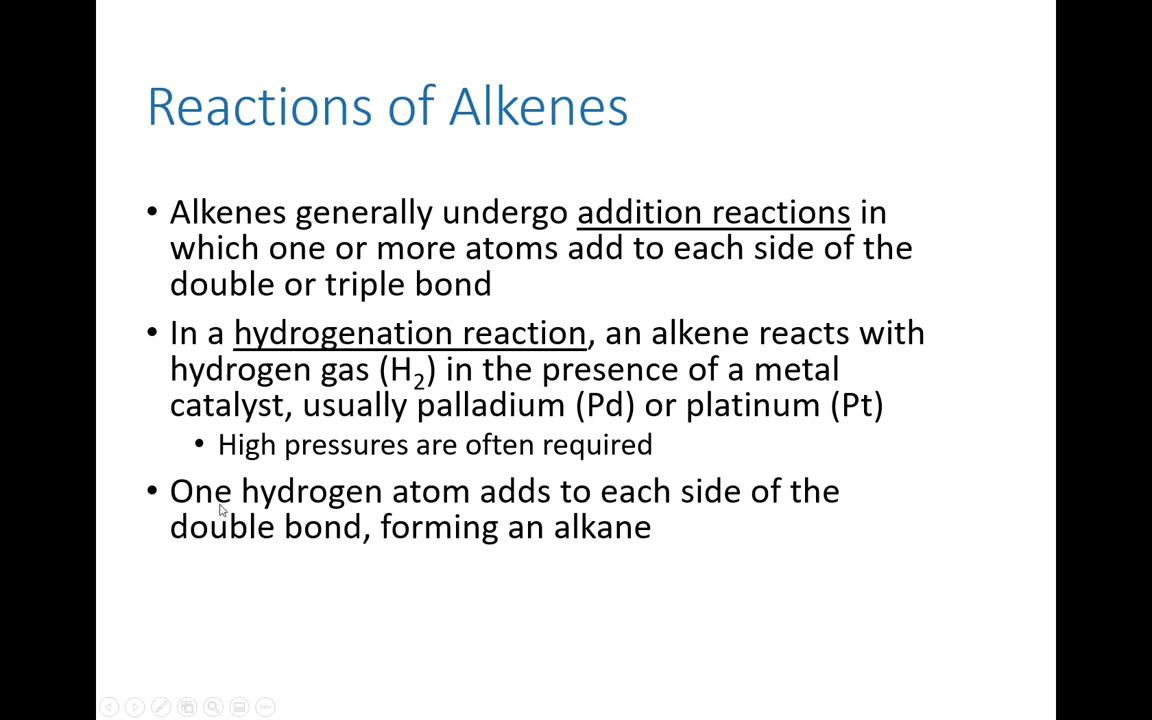 Reactions of Alkenes
• Alkenes generally undergo addition reactions in
which one or more atoms add to each side of the
double or triple bond
• In a hydrogenation reaction, an alkene reacts with
hydrogen gas (H₂) in the presence of a metal
catalyst, usually palladium (Pd) or platinum (Pt)
• High pressures are often required
• One hydrogen atom adds to each side of the
double bond, forming an alkane